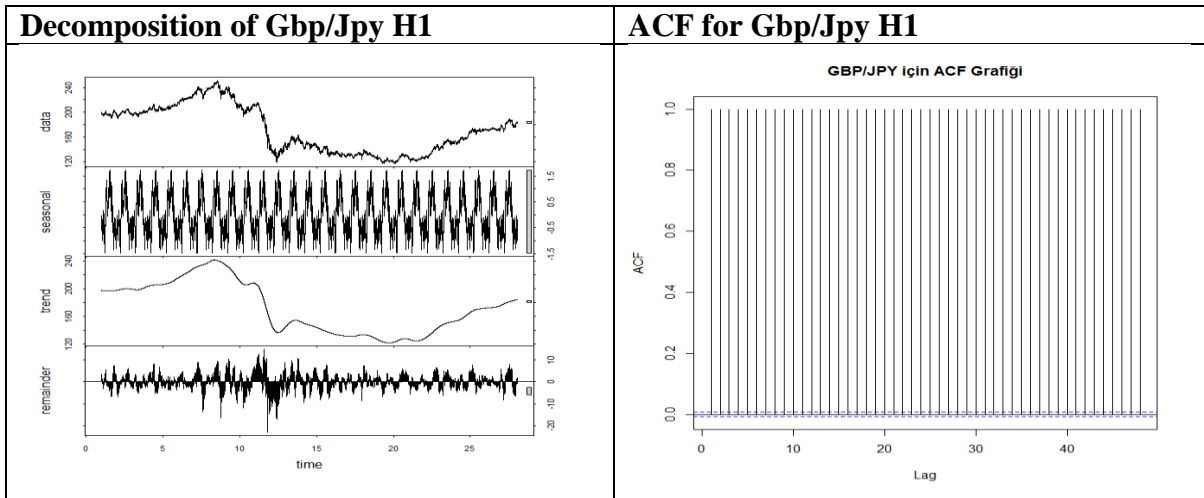 Decomposition of Gbp/Jpy H1
ACF for Gbp/Jpy H1
data
120 160 200 240
seasonal
-1.5 -0.5 0.5 1.5
trend
120 160 200 240
remainder
-20 -10 0 10
0 5 10 15 20 25
time
GBP/JPY için ACF Grafiği
ACF
0.0 0.2 0.4 0.6 0.8 1.0
0 10 20 30 40
Lag